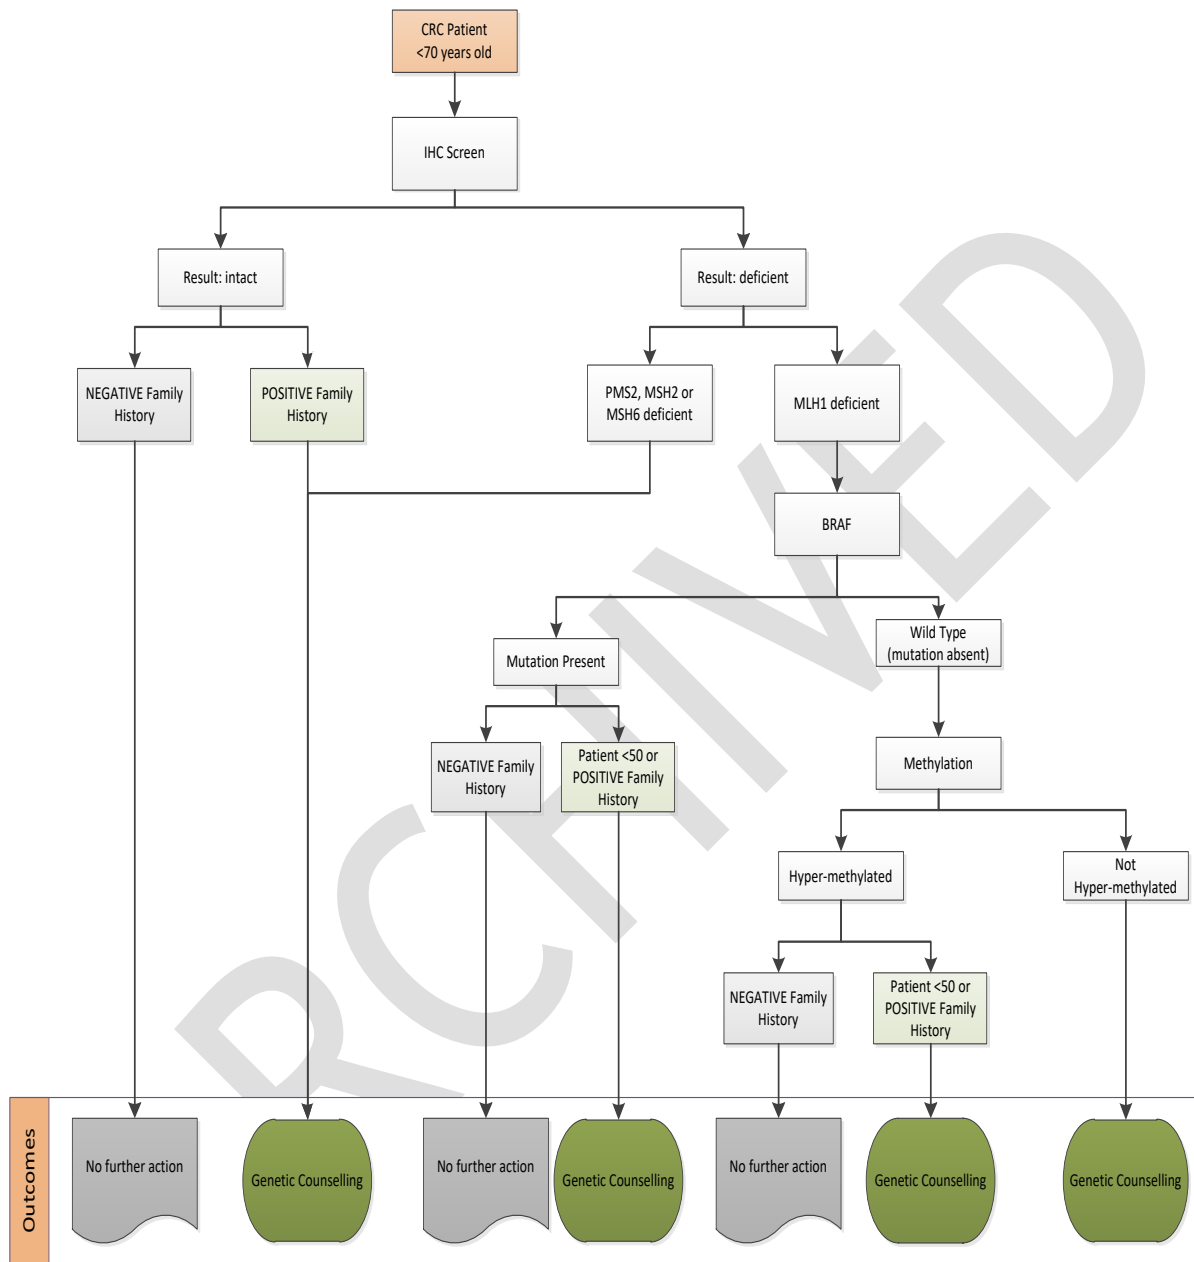 CRC Patient
<70 years old
IHC Screen
Result: intact
Result: deficient
NEGATIVE Family
History
POSITIVE Family
History
PMS2, MSH2 or
MSH6 deficient
MLH1 deficient
BRAF
Mutation Present
Wild Type
(mutation absent)
NEGATIVE Family
History
Patient <50 or
POSITIVE Family
History
Methylation
Hyper-methylated
Not
Hyper-methylated
NEGATIVE Family
History
Patient <50 or
POSITIVE Family
History
Outcomes
No further action
Genetic Counselling
No further action
Genetic Counselling
No further action
Genetic Counselling
Genetic Counselling
RCHIVED